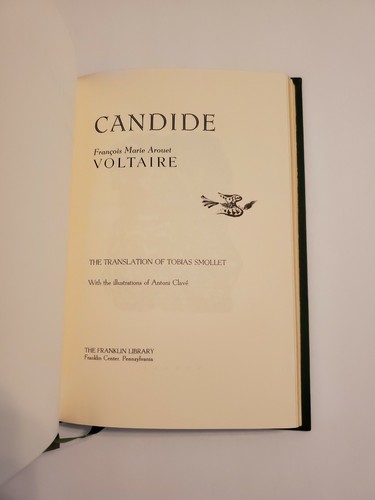 CANDIDE
François Marie Arouet
VOLTAIRE
THE TRANSLATION OF TOBIAS SMOLLET
With the illustrations of Antoni Clavé
THE FRANKLIN LIBRARY
Franklin Center, Pennsylvania